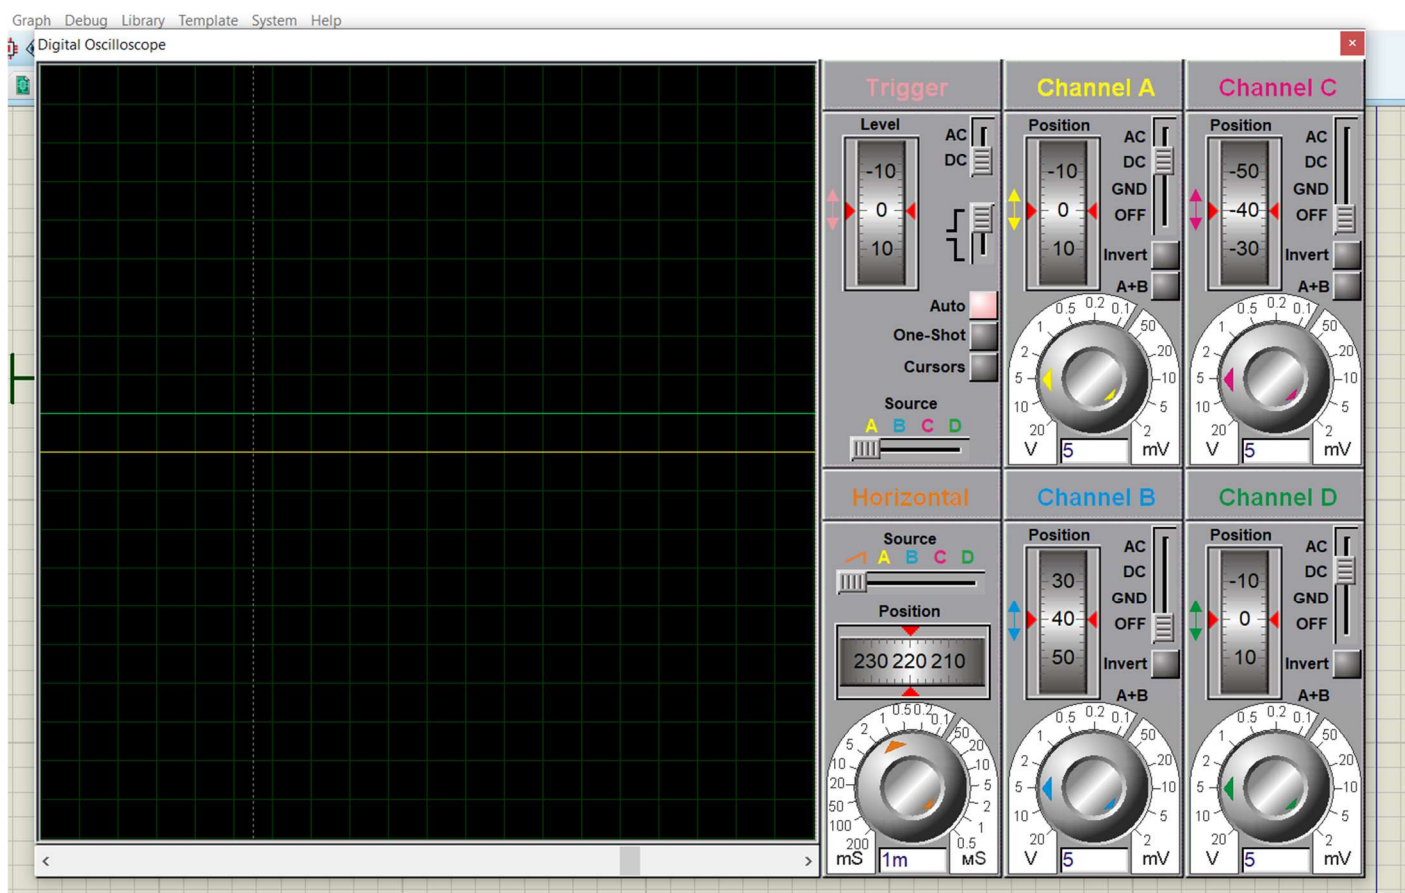 Graph Debug Library Template System Help
Digital Oscilloscope
Trigger
Level
-10
0
10
AC
DC
Auto
One-Shot
Cursors
Source
A B C D
Channel A
Position
-10
0
10
AC
DC
GND
OFF
Invert
A+B
20 10 5 2 1 0.5 0.2 0.1 50 20 10 5 2
V 5 mV
Channel C
Position
-50
-40
-30
AC
DC
GND
OFF
Invert
A+B
20 10 5 2 1 0.5 0.2 0.1 50 20 10 5 2
V 5 mV
Horizontal
Source
A B C D
Position
230 220 210
200 100 50 20 10 5 2 1 0.5 0.2 0.1 50 20 10 5 2 1 0.5
mS 1m мS
Channel B
Position
30
40
50
AC
DC
GND
OFF
Invert
A+B
20 10 5 2 1 0.5 0.2 0.1 50 20 10 5 2
V 5 mV
Channel D
Position
-10
0
10
AC
DC
GND
OFF
Invert
A+B
20 10 5 2 1 0.5 0.2 0.1 50 20 10 5 2
V 5 mV